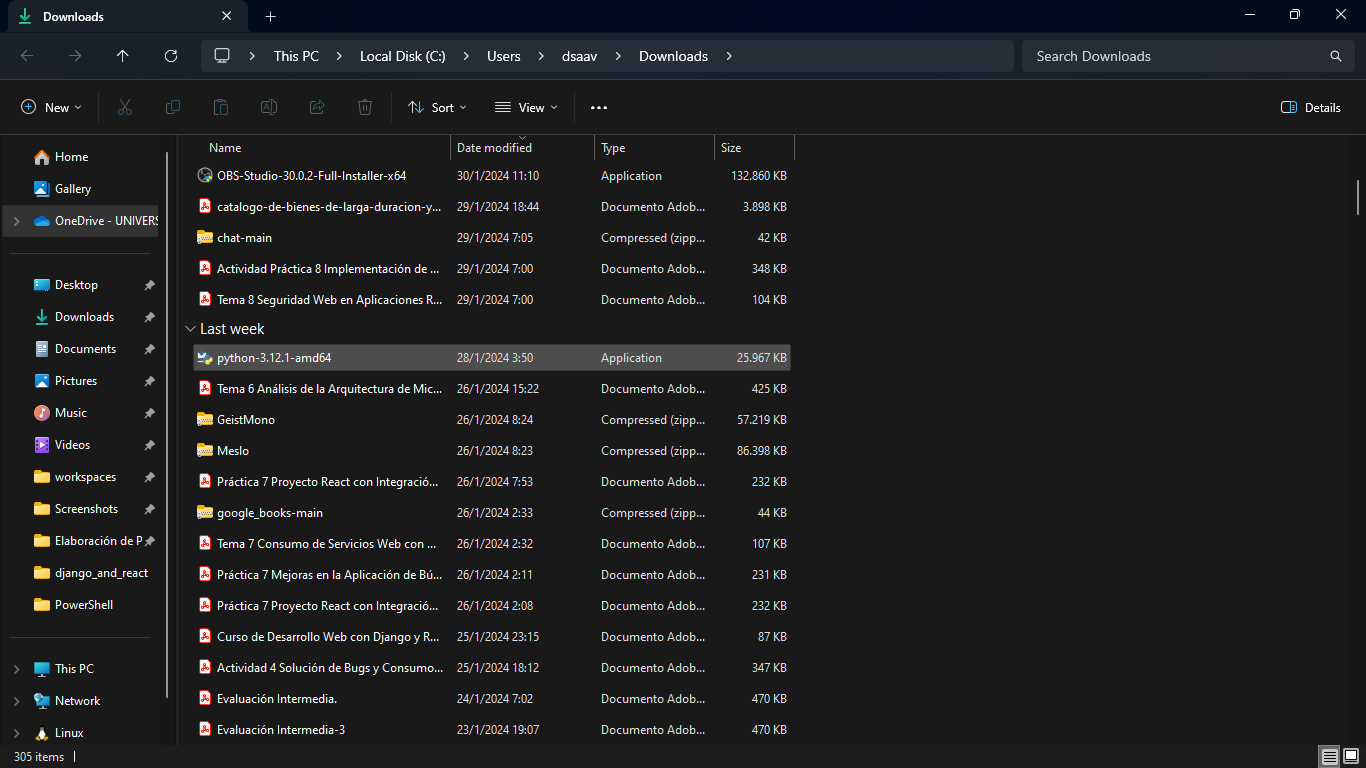 Downloads
This PC > Local Disk (C:) > Users > dsaav > Downloads >
Search Downloads
New
Sort
View
Details
Home
Gallery
OneDrive - UNIVERS
Desktop
Downloads
Documents
Pictures
Music
Videos
workspaces
Screenshots
Elaboración de P
django_and_react
PowerShell
This PC
Network
Linux
Name Date modified Type Size
OBS-Studio-30.0.2-Full-Installer-x64 30/1/2024 11:10 Application 132.860 KB
catalogo-de-bienes-de-larga-duracion-y... 29/1/2024 18:44 Documento Adob... 3.898 KB
chat-main 29/1/2024 7:05 Compressed (zipp... 42 KB
Actividad Práctica 8 Implementación de ... 29/1/2024 7:00 Documento Adob... 348 KB
Tema 8 Seguridad Web en Aplicaciones R... 29/1/2024 7:00 Documento Adob... 104 KB
Last week
python-3.12.1-amd64 28/1/2024 3:50 Application 25.967 KB
Tema 6 Análisis de la Arquitectura de Mic... 26/1/2024 15:22 Documento Adob... 425 KB
GeistMono 26/1/2024 8:24 Compressed (zipp... 57.219 KB
Meslo 26/1/2024 8:23 Compressed (zipp... 86.398 KB
Práctica 7 Proyecto React con Integració... 26/1/2024 7:53 Documento Adob... 232 KB
google_books-main 26/1/2024 2:33 Compressed (zipp... 44 KB
Tema 7 Consumo de Servicios Web con ... 26/1/2024 2:32 Documento Adob... 107 KB
Práctica 7 Mejoras en la Aplicación de Bú... 26/1/2024 2:11 Documento Adob... 231 KB
Práctica 7 Proyecto React con Integració... 26/1/2024 2:08 Documento Adob... 232 KB
Curso de Desarrollo Web con Django y R... 25/1/2024 23:15 Documento Adob... 87 KB
Actividad 4 Solución de Bugs y Consumo... 25/1/2024 18:12 Documento Adob... 347 KB
Evaluación Intermedia. 24/1/2024 7:02 Documento Adob... 470 KB
Evaluación Intermedia-3 23/1/2024 19:07 Documento Adob... 470 KB
305 items